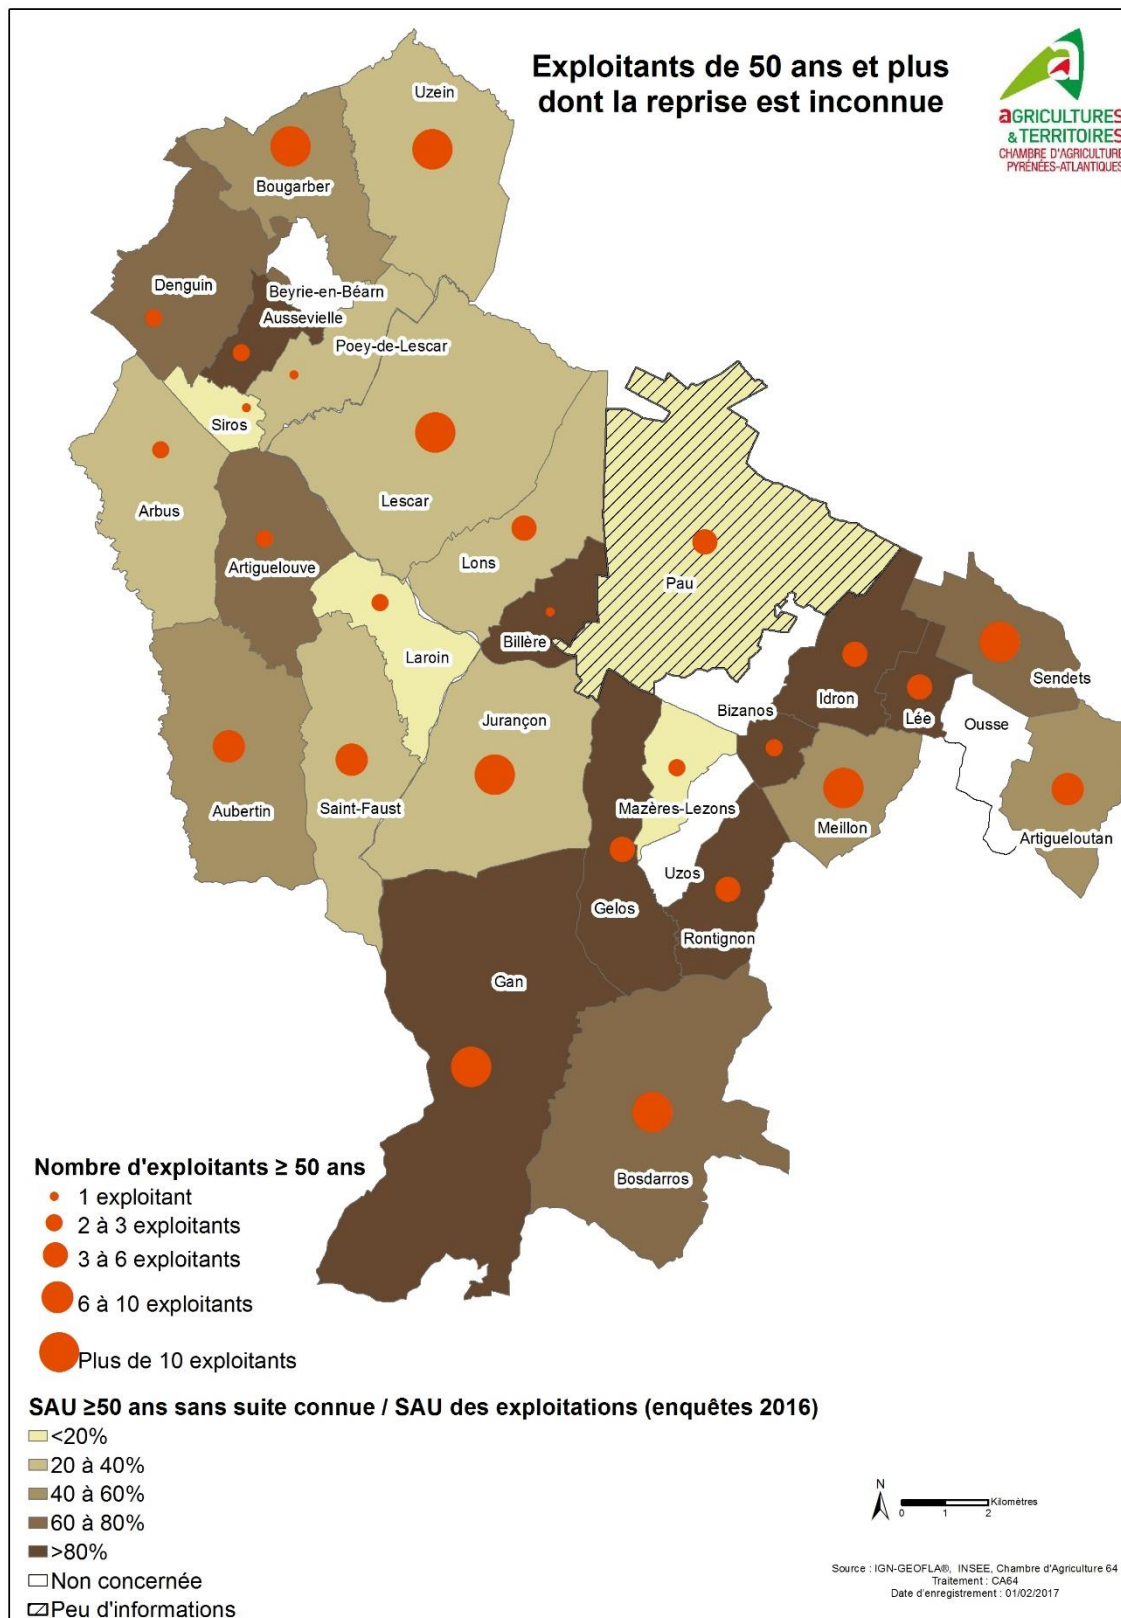 Exploitants de 50 ans et plus
dont la reprise est inconnue
aGRICULTURES
& TERRITOIRES
CHAMBRE D'AGRICULTURE
PYRÉNÉES-ATLANTIQUES
Uzein
Bougarber
Denguin
Beyrie-en-Béarn
Aussevielle
Poey-de-Lescar
Siros
Lescar
Arbus
Lons
Artiguelouve
Pau
Billère
Laroin
Sendets
Idron
Lée
Bizanos
Ousse
Jurançon
Aubertin
Saint-Faust
Mazères-Lezons
Meillon
Artigueloutan
Uzos
Gelos
Rontignon
Gan
Bosdarros
Nombre d'exploitants ≥ 50 ans
1 exploitant
2 à 3 exploitants
3 à 6 exploitants
6 à 10 exploitants
Plus de 10 exploitants
SAU ≥50 ans sans suite connue / SAU des exploitations (enquêtes 2016)
<20%
20 à 40%
40 à 60%
60 à 80%
>80%
Non concernée
Peu d'informations
N
Kilomètres
0 1 2
Source : IGN-GEOFLA®, INSEE, Chambre d'Agriculture 64
Traitement : CA64
Date d'enregistrement : 01/02/2017